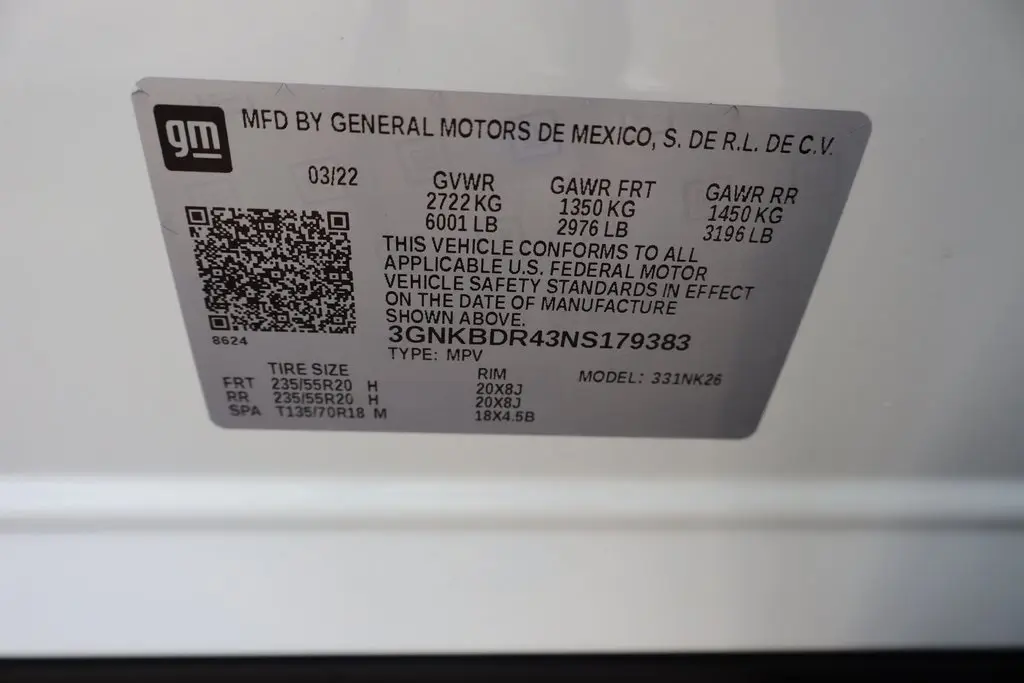 gm MFD BY GENERAL MOTORS DE MEXICO, S. DE R.L. DE C.V.
03/22 GVWR GAWR FRT GAWR RR
2722 KG 1350 KG 1450 KG
6001 LB 2976 LB 3196 LB
THIS VEHICLE CONFORMS TO ALL
APPLICABLE U.S. FEDERAL MOTOR
VEHICLE SAFETY STANDARDS IN EFFECT
ON THE DATE OF MANUFACTURE
SHOWN ABOVE.
8624
3GNKBDR43NS179383
TYPE: MPV
TIRE SIZE RIM MODEL: 331NK26
FRT 235/55R20 H 20X8J
RR 235/55R20 H 20X8J
SPA T135/70R18 M 18X4.5B